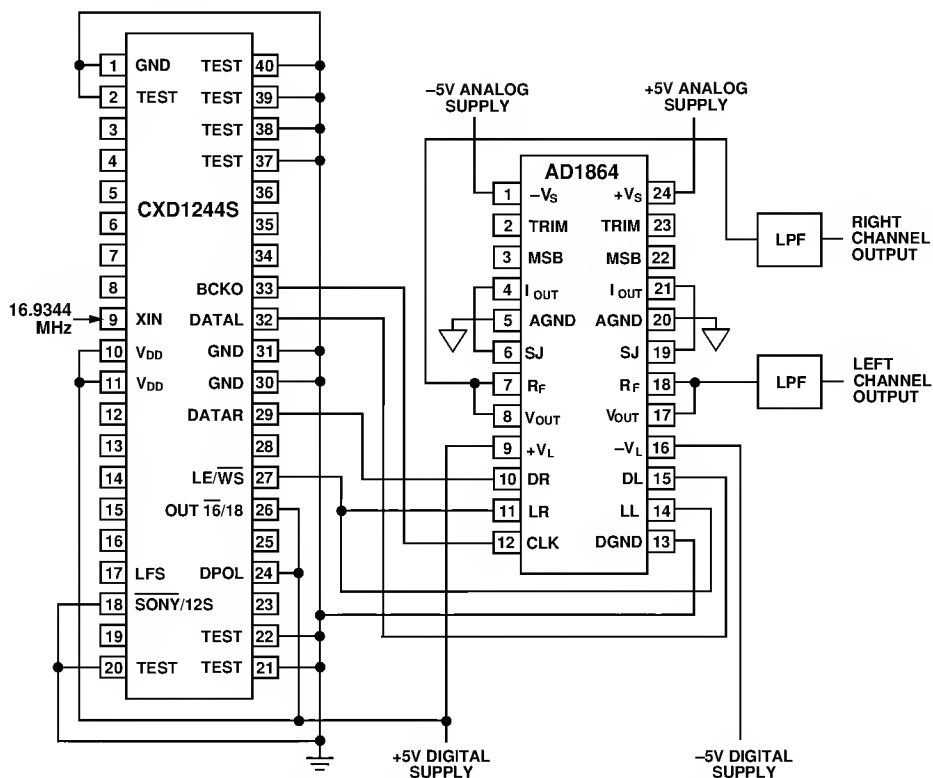 1 GND TEST 40
2 TEST TEST 39
3 TEST 38
4 TEST 37
5 36
CXD1244S
6 35
7 34
8 BCKO 33
16.9344 MHz
9 XIN DATAL 32
10 VDD GND 31
11 VDD GND 30
12 DATAR 29
13 28
14 LE/WS 27
15 OUT 16/18 26
16 25
17 LFS DPOL 24
18 SONY/12S 23
19 TEST 22
20 TEST TEST 21
–5V ANALOG SUPPLY
+5V ANALOG SUPPLY
AD1864
1 –VS +VS 24
2 TRIM TRIM 23
3 MSB MSB 22
4 IOUT IOUT 21
5 AGND AGND 20
6 SJ SJ 19
7 RF RF 18
8 VOUT VOUT 17
9 +VL –VL 16
10 DR DL 15
11 LR LL 14
12 CLK DGND 13
LPF
RIGHT
CHANNEL
OUTPUT
LPF
LEFT
CHANNEL
OUTPUT
+5V DIGITAL
SUPPLY
–5V DIGITAL
SUPPLY